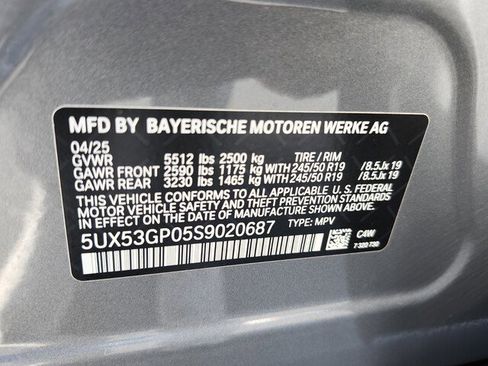 MFD BY BAYERISCHE MOTOREN WERKE AG
04/25
GVWR 5512 lbs 2500 kg TIRE / RIM
GAWR FRONT 2590 lbs 1175 kg WITH 245/50 R19 / 8.5Jx 19
GAWR REAR 3230 lbs 1465 kg WITH 245/50 R19 / 8.5Jx 19
THIS VEHICLE CONFORMS TO ALL APPLICABLE U.S. FEDERAL
MOTOR VEHICLE SAFETY AND THEFT PREVENTION
STANDARDS IN EFFECT ON THE
DATE OF MANUFACTURE SHOWN ABOVE.
5UX53GP05S9020687 TYPE: MPV
C4W
7 380 730